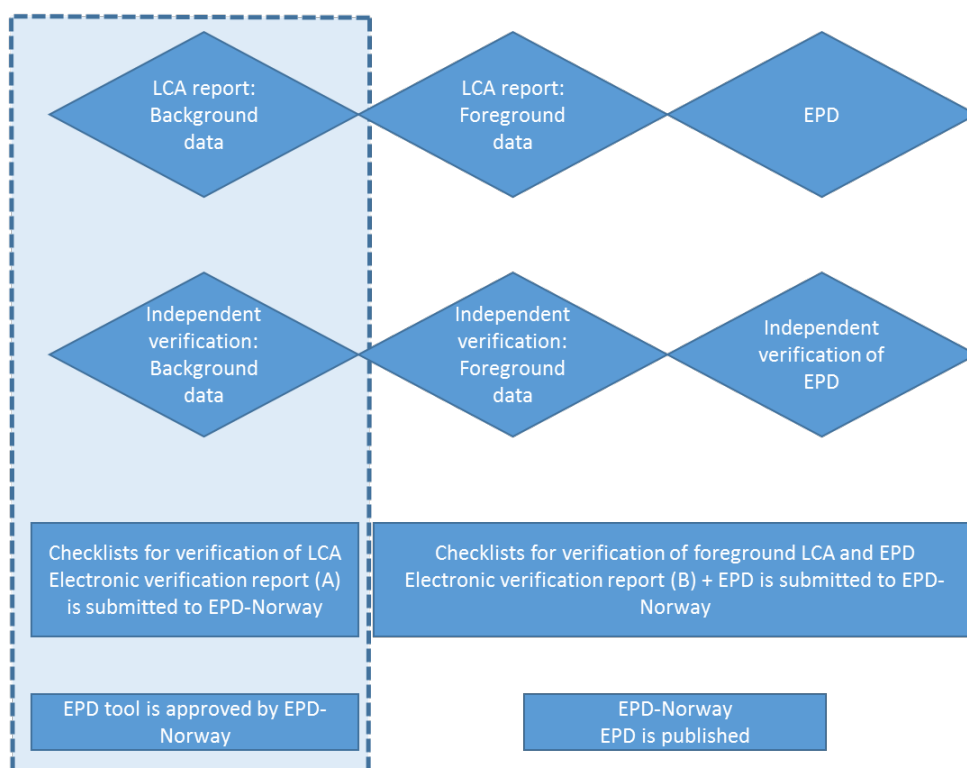 LCA report:
Background
data
LCA report:
Foreground
data
EPD
Independent
verification:
Background
data
Independent
verification:
Foreground
data
Independent
verification of
EPD
Checklists for verification of LCA
Electronic verification report (A)
is submitted to EPD-Norway
Checklists for verification of foreground LCA and EPD
Electronic verification report (B) + EPD is submitted to EPD-
Norway
EPD tool is approved by EPD-
Norway
EPD-Norway
EPD is published